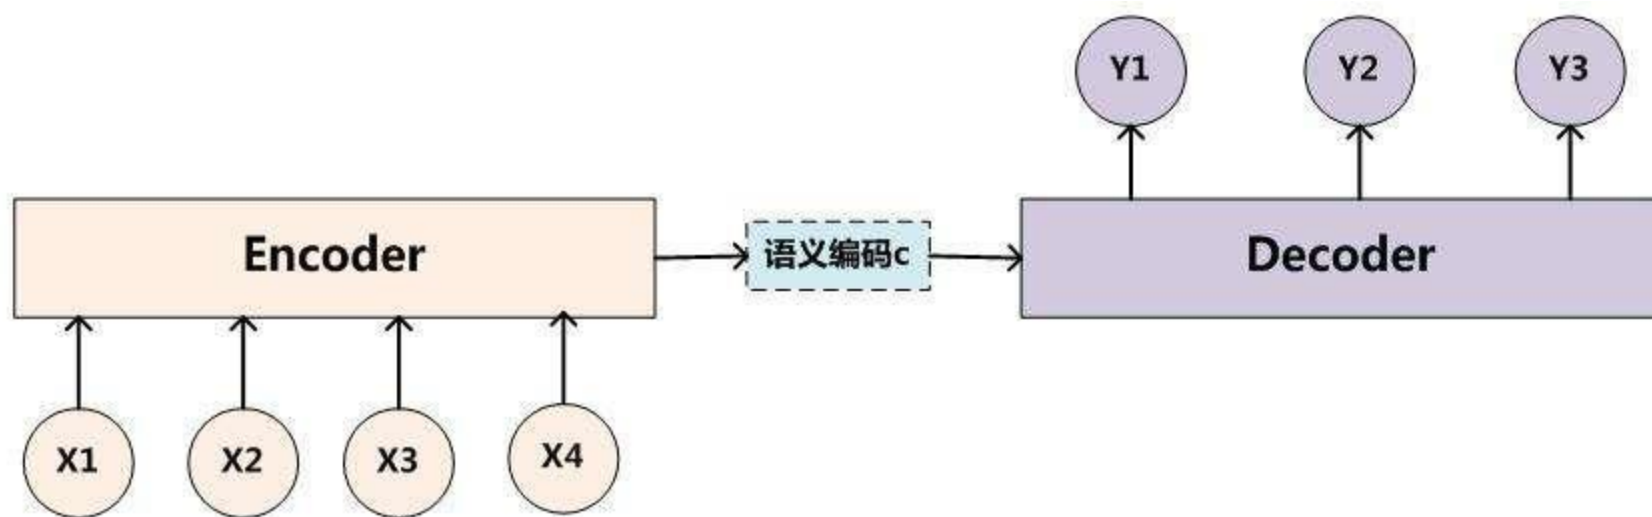 Y1 Y2 Y3
Encoder 语义编码c Decoder
X1 X2 X3 X4